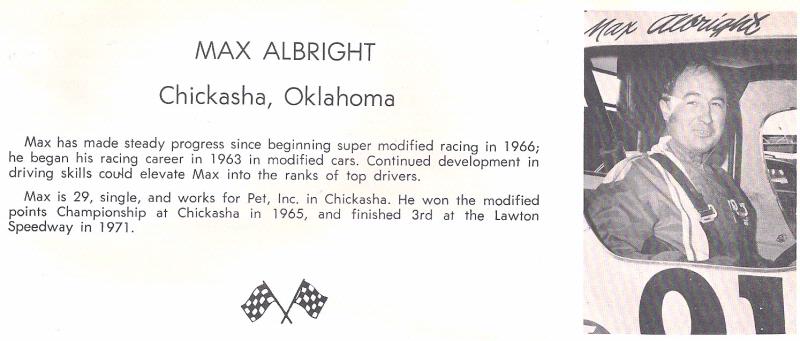 MAX ALBRIGHT
Max Albright
Chickasha, Oklahoma
Max has made steady progress since beginning super modified racing in 1966;
he began his racing career in 1963 in modified cars. Continued development in
driving skills could elevate Max into the ranks of top drivers.
Max is 29, single, and works for Pet, Inc. in Chickasha. He won the modified
points Championship at Chickasha in 1965, and finished 3rd at the Lawton
Speedway in 1971.
91